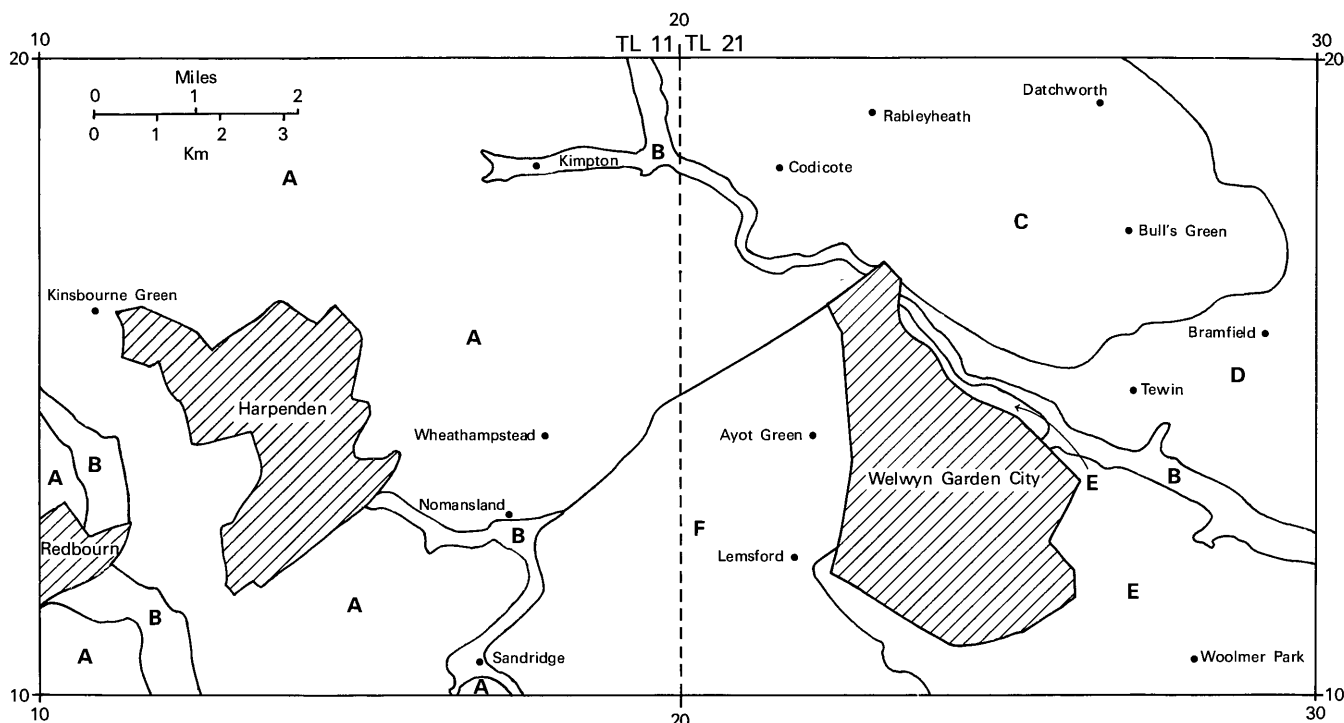 20
10
TL 11 TL 21
30
20
20
Miles
0 1 2
0 1 2 3
Km
Datchworth
Rableyheath
B
Kimpton
Codicote
A
C
Bull's Green
Kinsbourne Green
A
Bramfield
D
Tewin
Harpenden
Wheathampstead
Ayot Green
B
A
Welwyn Garden City
E
B
Nomansland
F
B
Redbourn
Lemsford
A
E
B
A
Sandridge
Woolmer Park
A
10
10
10
20
30